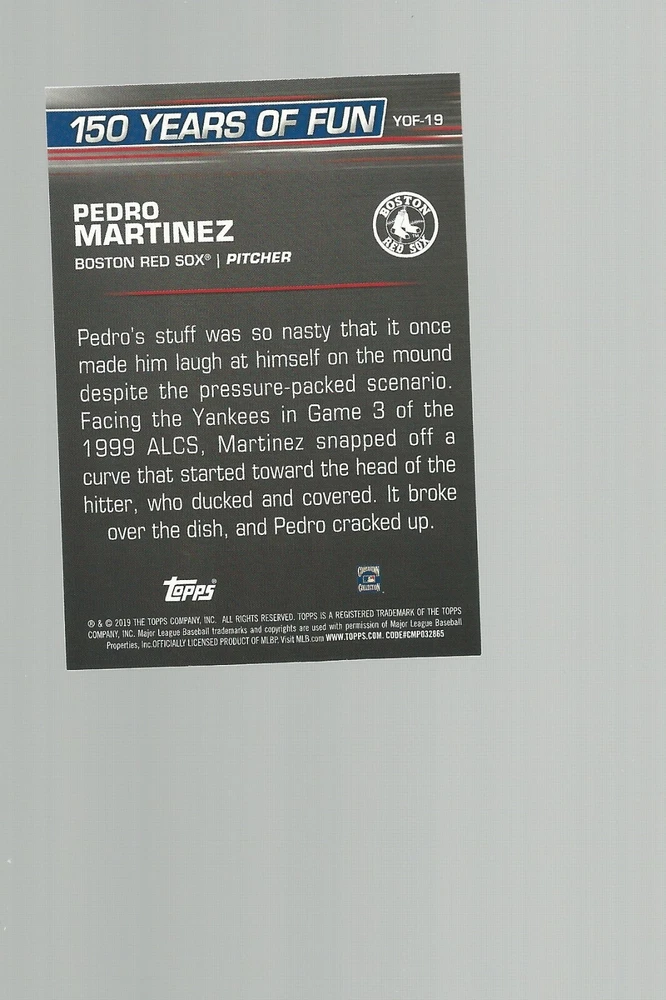 150 YEARS OF FUN YOF-19
PEDRO
MARTINEZ
BOSTON RED SOX® | PITCHER
BOSTON
RED SOX
TM
Pedro's stuff was so nasty that it once
made him laugh at himself on the mound
despite the pressure-packed scenario.
Facing the Yankees in Game 3 of the
1999 ALCS, Martinez snapped off a
curve that started toward the head of the
hitter, who ducked and covered. It broke
over the dish, and Pedro cracked up.
Topps®
COOPERSTOWN
COLLECTION
® & © 2019 THE TOPPS COMPANY, INC. ALL RIGHTS RESERVED. TOPPS IS A REGISTERED TRADEMARK OF THE TOPPS
COMPANY, INC. Major League Baseball trademarks and copyrights are used with permission of Major League Baseball
Properties, Inc.OFFICIALLY LICENSED PRODUCT OF MLBP. Visit MLB.com WWW.TOPPS.COM. CODE#CMP032865